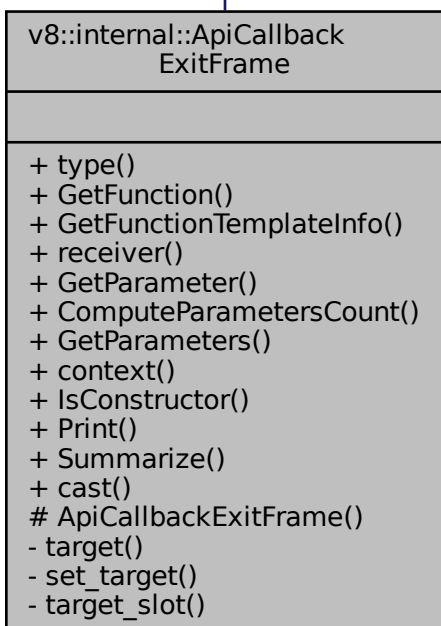 v8::internal::ApiCallback
ExitFrame
+ type()
+ GetFunction()
+ GetFunctionTemplateInfo()
+ receiver()
+ GetParameter()
+ ComputeParametersCount()
+ GetParameters()
+ context()
+ IsConstructor()
+ Print()
+ Summarize()
+ cast()
# ApiCallbackExitFrame()
- target()
- set_target()
- target_slot()